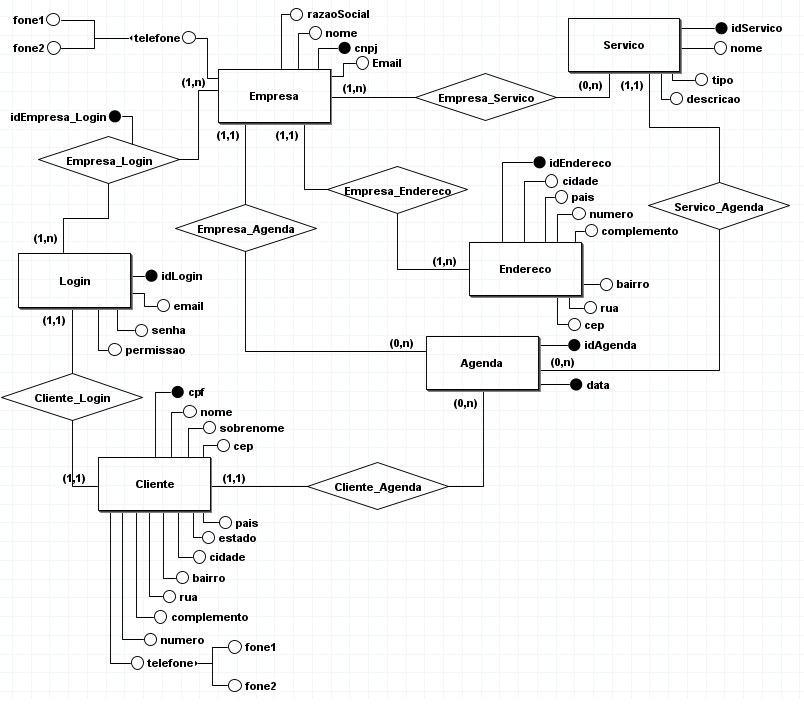 fone1
fone2
telefone
razaoSocial
nome
cnpj
Email
(1,n)
Empresa
(1,n)
Empresa_Servico
(0,n)
(1,1)
Servico
idServico
nome
tipo
descricao
idEmpresa_Login
Empresa_Login
(1,1)
(1,1)
Empresa_Endereco
Empresa_Agenda
idEndereco
cidade
pais
numero
complemento
Servico_Agenda
(1,n)
(1,n)
Endereco
bairro
rua
cep
Login
idLogin
email
senha
permissao
(1,1)
(0,n)
Agenda
idAgenda
(0,n)
data
(0,n)
Cliente_Login
cpf
nome
sobrenome
cep
(1,1)
Cliente
(1,1)
Cliente_Agenda
pais
estado
cidade
bairro
rua
complemento
numero
telefone
fone1
fone2